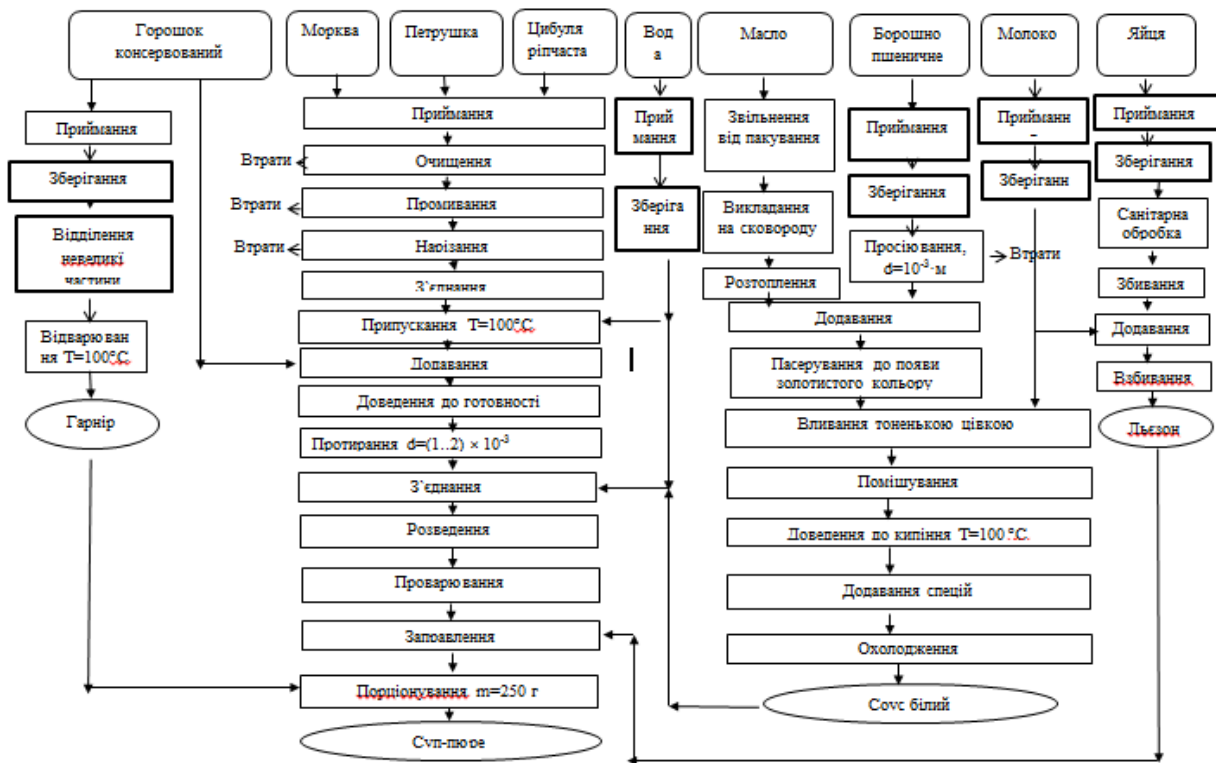 Горошок
консервований
Морква
Петрушка
Цибуля
ріпчаста
Вод
а
Масло
Борошно
пшеничне
Молоко
Яйця
Приймання
Зберігання
Відділення
невеликі
частини
Відварюван
ня Т=100°С
Гарнір
Приймання
Втрати
Очищення
Втрати
Промивання
Втрати
Нарізання
З'єднання
Припускання Т=100°С
Додавання
Доведення до готовності
Протирання d=(1..2) × 10⁻³
З'єднання
Розведення
Проварювання
Заправлення
Порціонування m=250 г
Суп-пюре
Прий
мання
Зберіга
ння
Звільнення
від пакування
Викладання
на сковороду
Розтоплення
Приймання
Зберігання
Просіювання,
d=10⁻³·м
Втрати
Додавання
Пасерування до появи
золотистого кольору
Вливання тоненькою цівкою
Помішування
Доведення до кипіння Т=100 °С.
Додавання спецій
Охолодження
Соус білий
Прийманн
Зберіганн
Приймання
Зберігання
Санітарна
обробка
Збивання
Додавання
Взбивання
Льєзон